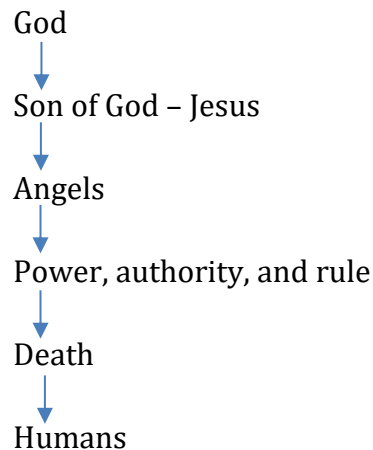 God
Son of God – Jesus
Angels
Power, authority, and rule
Death
Humans